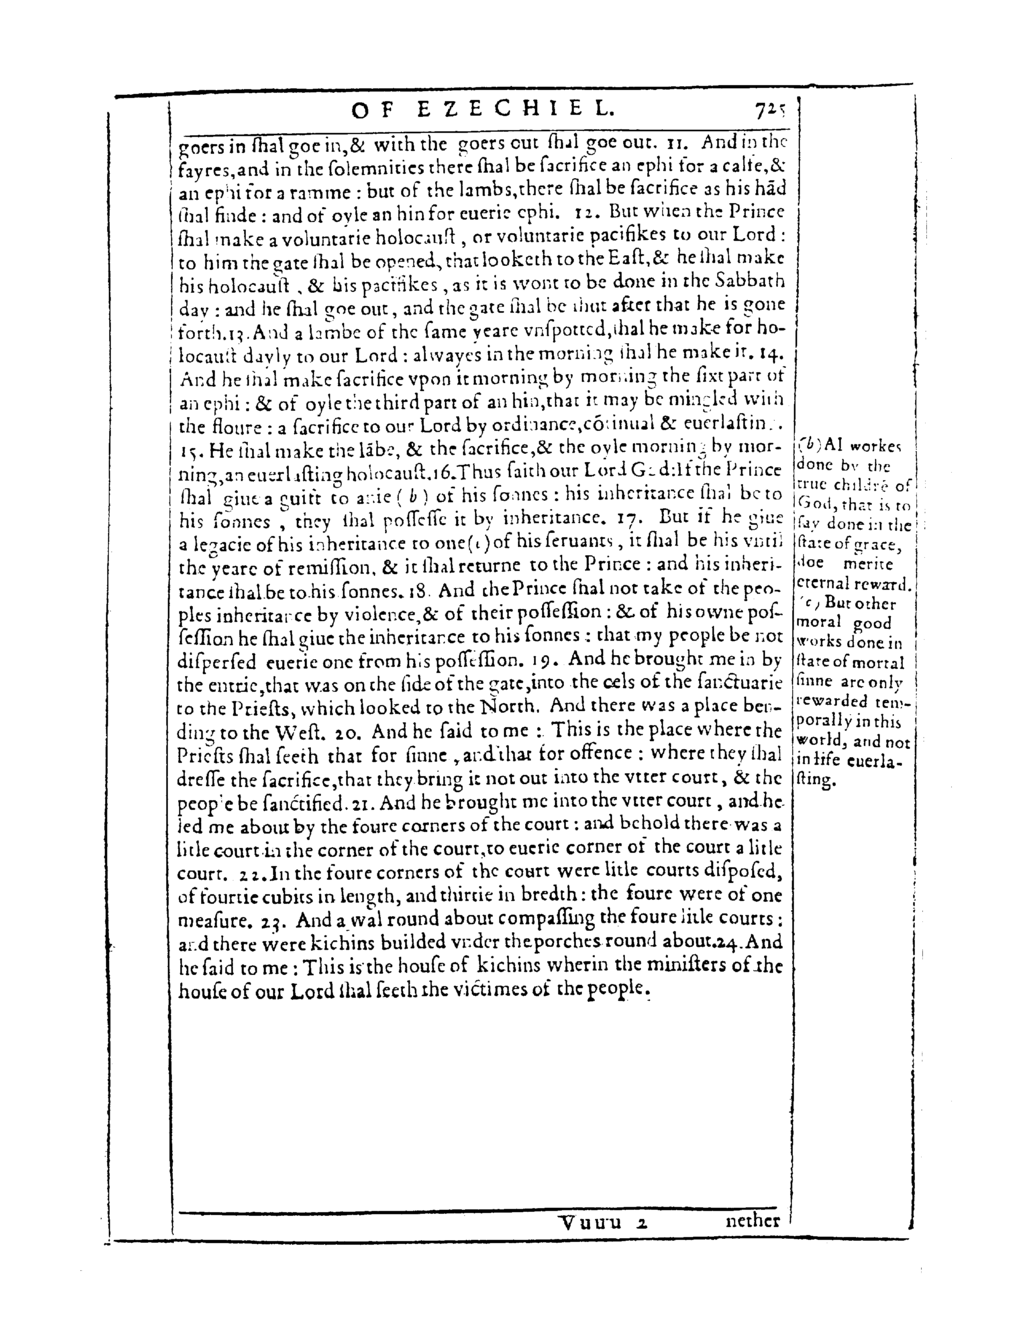 OF EZECHIEL. 725
goers in ſhal goe in,& with the goers out ſhal goe out. 11. And in the
fayres,and in the ſolemnities there ſhal be ſacrifice an ephi for a calfe,&
an ephi for a ramme : but of the lambs,there ſhal be ſacrifice as his hād
ſhal finde : and of oyle an hin for euerie ephi. 12. But when the Prince
ſhal make a voluntarie holocauſt , or voluntarie pacifikes to our Lord :
to him the gate ſhal be opened, that looketh to the Eaſt,& he ſhal make
his holocauſt , & his pacifikes , as it is wont to be done in the Sabbath
day : and he ſhal goe out, and the gate ſhal be ſhut after that he is gone
forth.13.And a lambe of the ſame yeare vnſpotted,ſhal he make for ho-
locauſt dayly to our Lord : alwayes in the morning ſhal he make it. 14.
And he ſhal make ſacrifice vpon it morning by morning the ſixt part of
an ephi : & of oyle the third part of an hin,that it may be mingled with
the floure : a ſacrifice to our Lord by ordinance,cōtinual & euerlaſting.
15. He ſhal make the lābe, & the ſacrifice,& the oyle morning by mor-
ning,an euerlaſting holocauſt.16.Thus ſaith our Lord God:If the Prince
ſhal giue a guift to anie ( b ) of his ſonnes : his inheritance ſhal be to
his ſonnes , they ſhal poſſeſſe it by inheritance. 17. But if he giue
a legacie of his inheritance to one(c)of his ſeruants, it ſhal be his vntil
the yeare of remiſſion, & it ſhal returne to the Prince : and his inheri-
tance ſhal be to his ſonnes. 18. And the Prince ſhal not take of the peo-
ples inheritance by violence,& of their poſſeſſion : & of his owne poſ-
ſeſſion he ſhal giue the inheritance to his ſonnes : that my people be not
diſperſed euerie one from his poſſeſſion. 19. And he brought me in by
the entrie,that was on the ſide of the gate,into the cels of the ſanctuarie
to the Prieſts, which looked to the North. And there was a place ben-
ding to the Weſt. 20. And he ſaid to me : This is the place where the
Prieſts ſhal ſeeth that for ſinne , and that for offence : where they ſhal
dreſſe the ſacrifice,that they bring it not out into the vtter court, & the
people be ſanctified. 21. And he brought me into the vtter court , and he
led me about by the foure corners of the court : and behold there was a
litle court in the corner of the court,to euerie corner of the court a litle
court. 22.In the foure corners of the court were litle courts diſpoſed,
of fourtie cubits in length, and thirtie in bredth : the foure were of one
meaſure. 23. And a wal round about compaſſing the foure litle courts :
and there were kichins builded vnder the porches round about.24.And
he ſaid to me : This is the houſe of kichins wherin the miniſters of the
houſe of our Lord ſhal ſeeth the victimes of the people.
(b) Al workes
done by the
true childrē of
God, that is to
ſay done in the
ſtate of grace,
doe merite
eternal reward.
(c) But other
moral good
works done in
ſtate of mortal
ſinne are only
rewarded tem-
porally in this
world, and not
in life euerla-
ſting.
Vuuu 2 nether